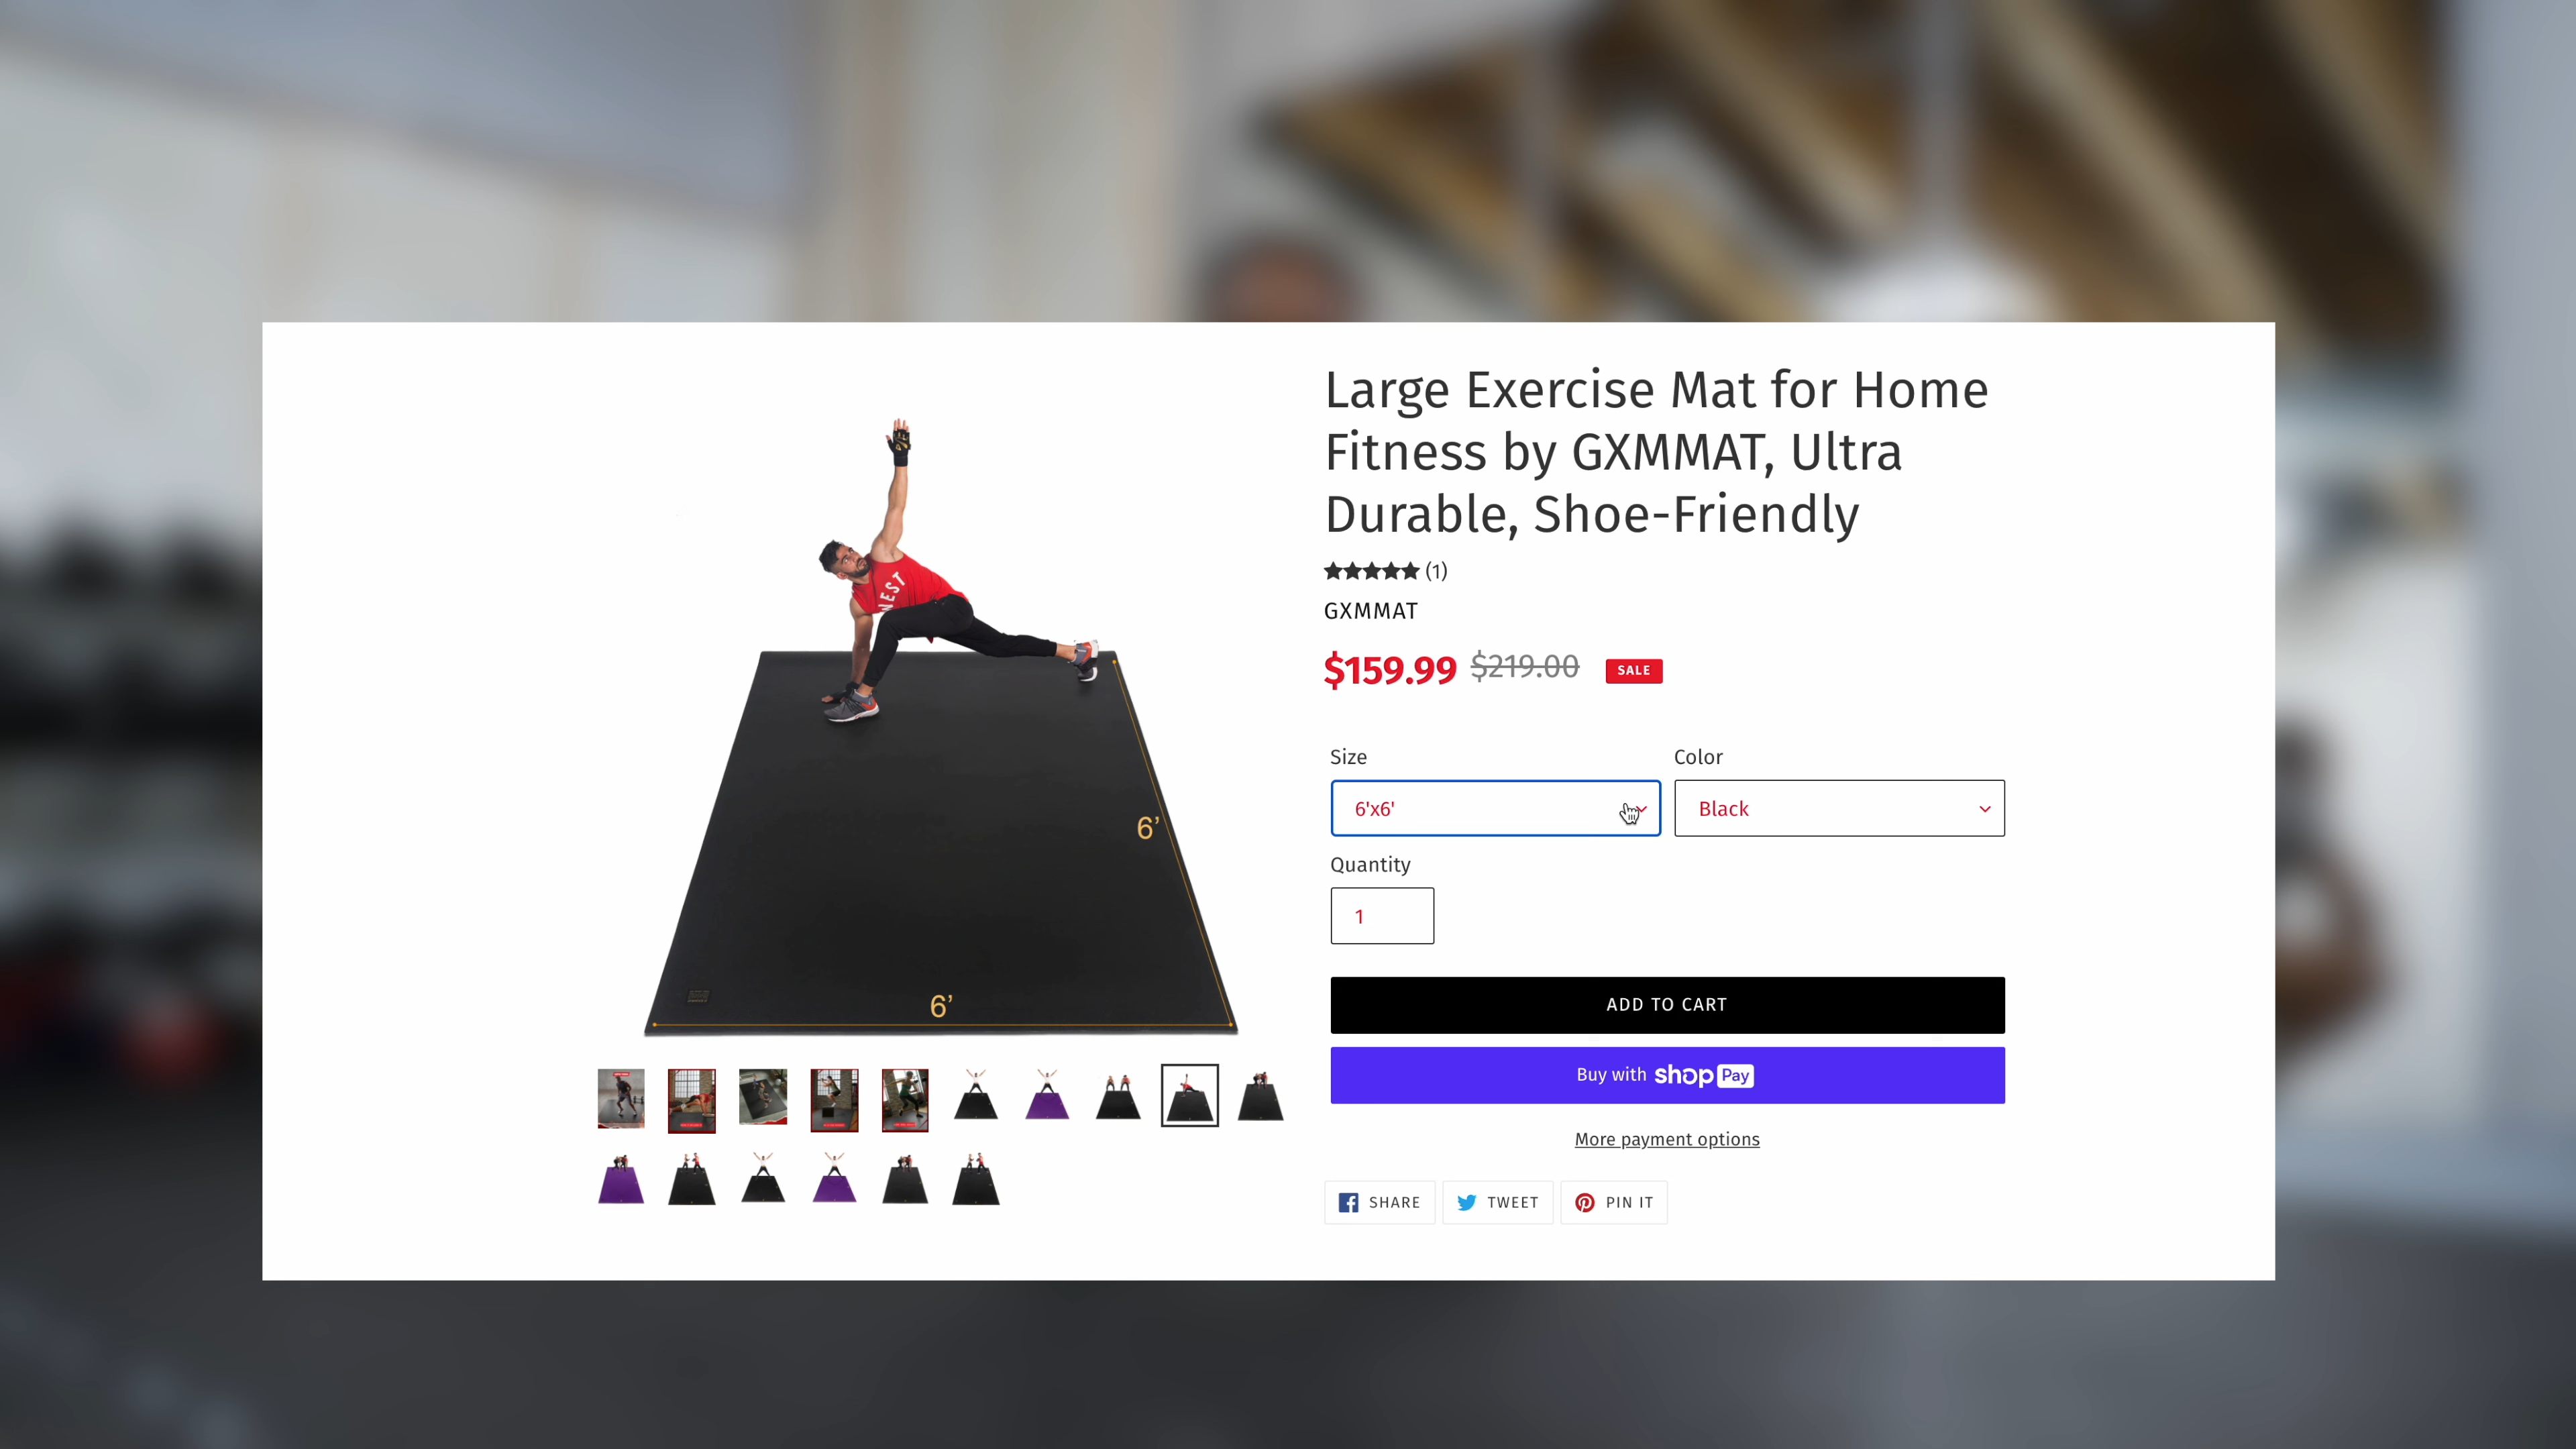 Large Exercise Mat for Home
Fitness by GXMMAT, Ultra
Durable, Shoe-Friendly
(1)
GXMMAT
$159.99 $219.00 SALE
Size Color
6'x6' Black
Quantity
1
ADD TO CART
Buy with shop Pay
More payment options
SHARE TWEET PIN IT
NEST
6’
6’